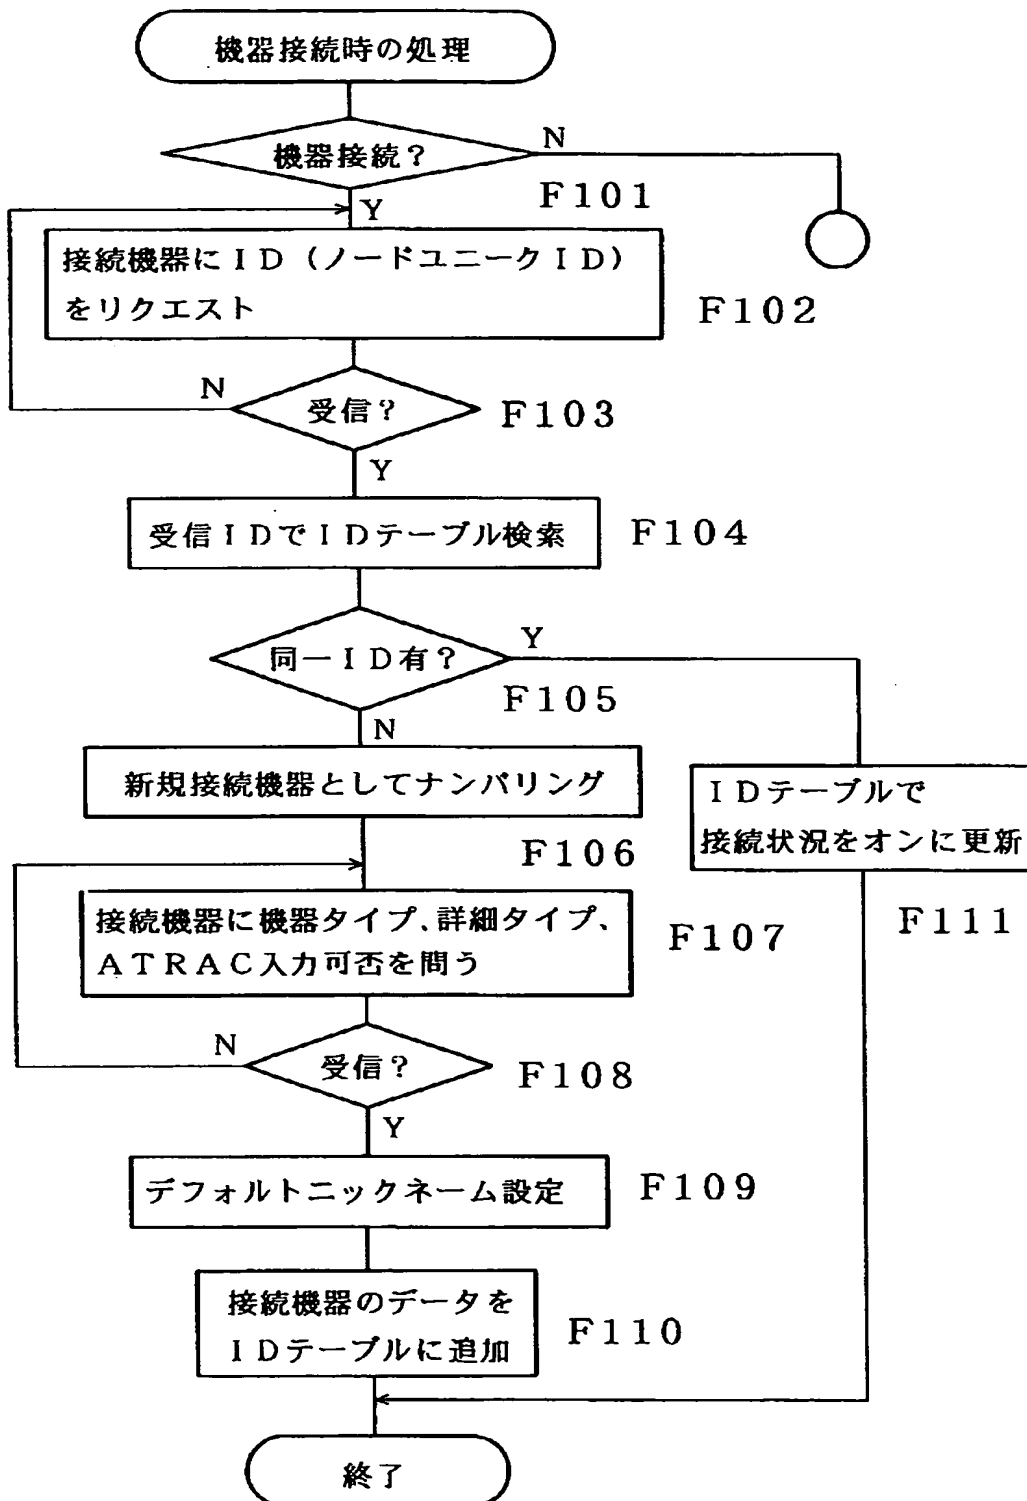 機器接続時の処理
機器接続？
N
F101
Y
接続機器にＩＤ（ノードユニークＩＤ）
をリクエスト
F102
N
受信？
F103
Y
受信ＩＤでＩＤテーブル検索
F104
同一ＩＤ有？
Y
F105
N
新規接続機器としてナンバリング
F106
ＩＤテーブルで
接続状況をオンに更新
F111
接続機器に機器タイプ、詳細タイプ、
ＡＴＲＡＣ入力可否を問う
F107
N
受信？
F108
Y
デフォルトニックネーム設定
F109
接続機器のデータを
ＩＤテーブルに追加
F110
終了